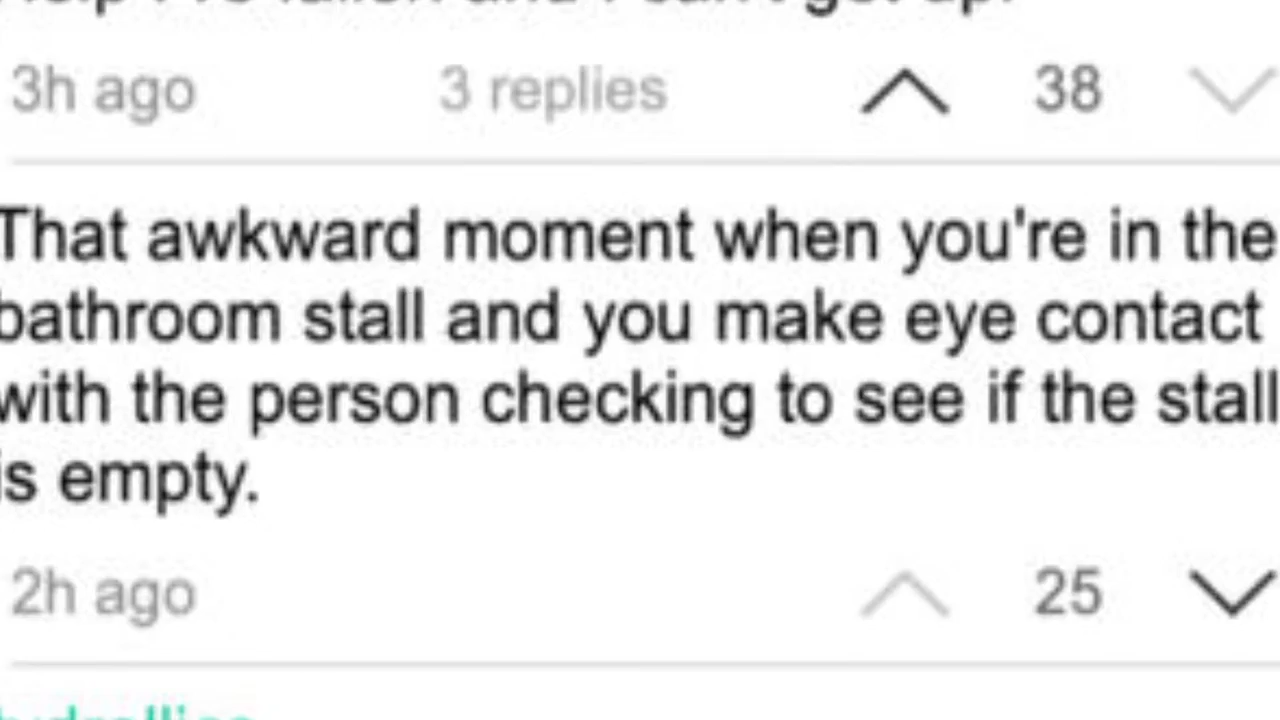 3h ago 3 replies 38
That awkward moment when you're in the
bathroom stall and you make eye contact
with the person checking to see if the stall
is empty.
2h ago 25